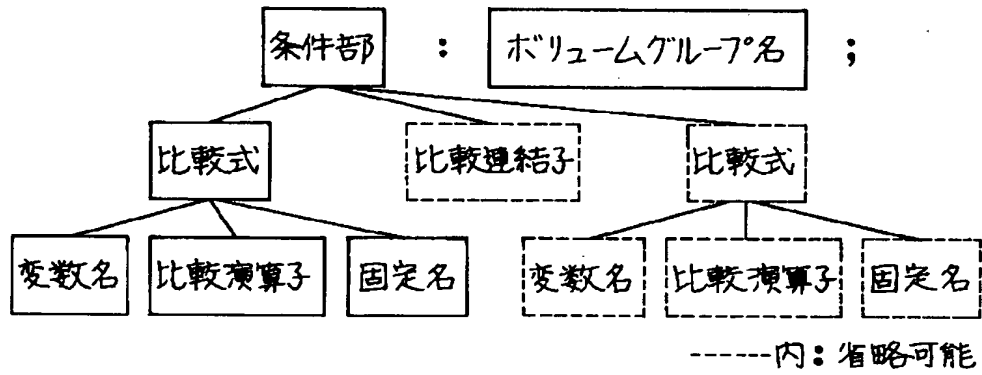 条件部 : ボリュームグループ名 ;
比較式 比較連結子 比較式
変数名 比較演算子 固定名 変数名 比較演算子 固定名
------内：省略可能